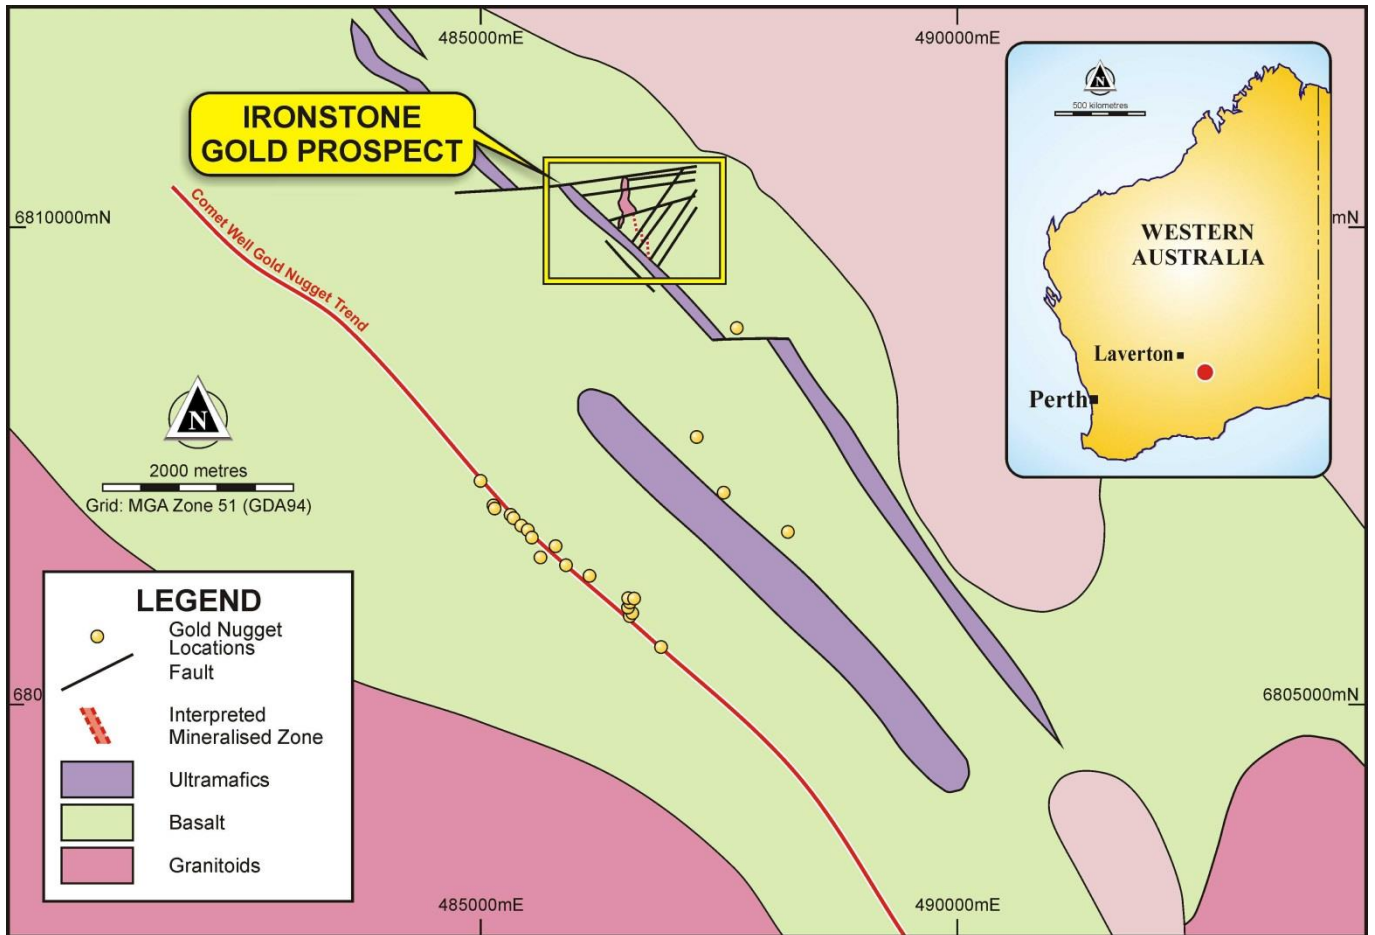 485000mE
490000mE
IRONSTONE
GOLD PROSPECT
N
500 kilometres
WESTERN
AUSTRALIA
Laverton
Perth
6810000mN
mN
Comet Well Gold Nugget Trend
N
2000 metres
Grid: MGA Zone 51 (GDA94)
LEGEND
Gold Nugget
Locations
Fault
Interpreted
Mineralised Zone
Ultramafics
Basalt
Granitoids
680
6805000mN
485000mE
490000mE